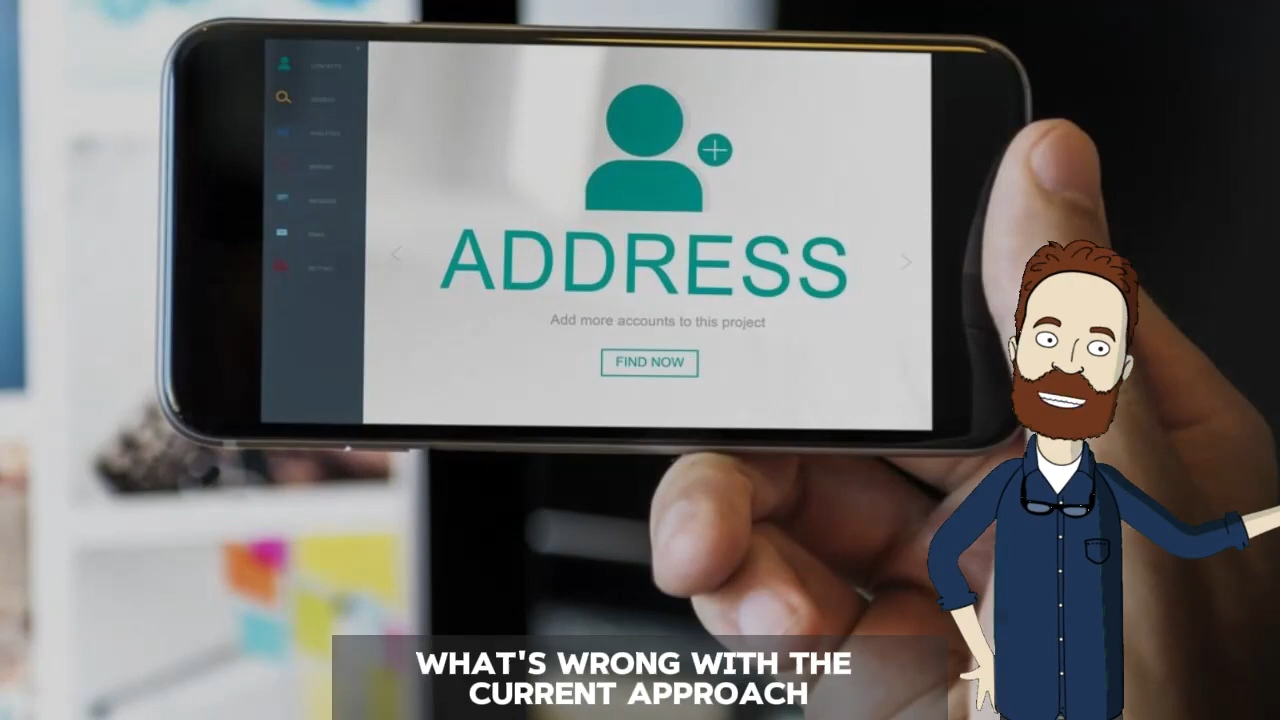 ADDRESS
Add more accounts to this project
FIND NOW
WHAT'S WRONG WITH THE
CURRENT APPROACH